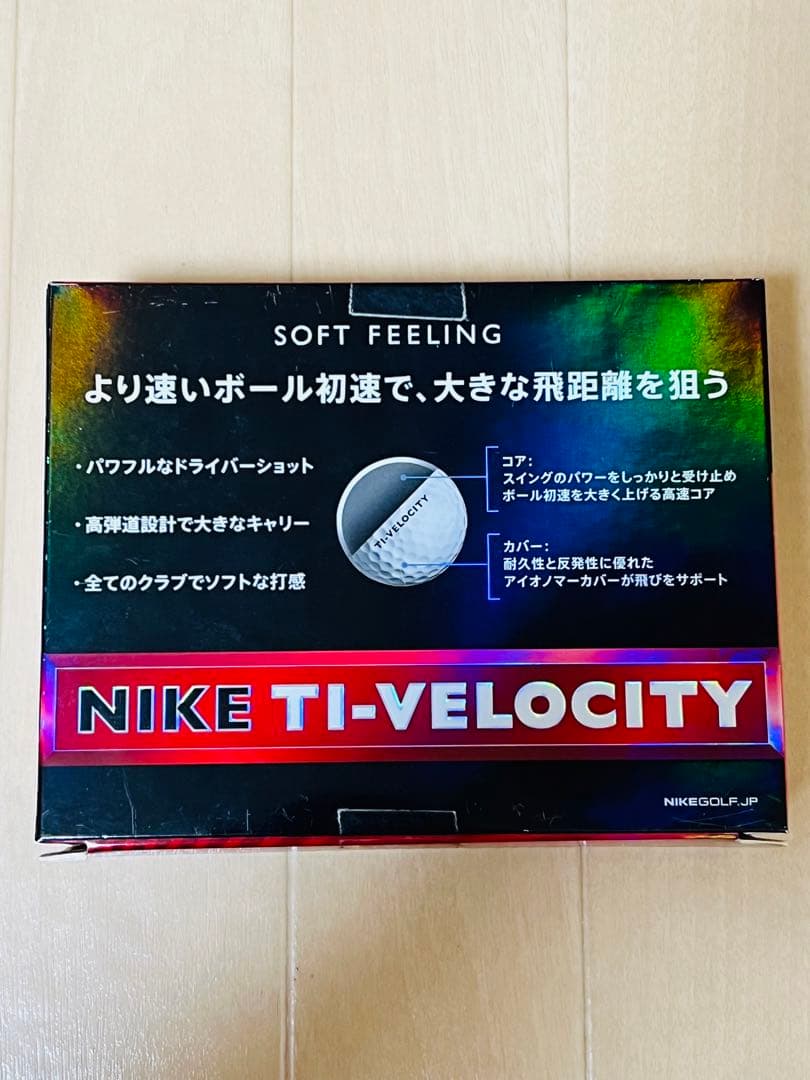 SOFT FEELING
より速いボール初速で、大きな飛距離を狙う
・パワフルなドライバーショット
・高弾道設計で大きなキャリー
・全てのクラブでソフトな打感
TI-VELOCITY
コア：
スイングのパワーをしっかりと受け止め
ボール初速を大きく上げる高速コア
カバー：
耐久性と反発性に優れた
アイオノマーカバーが飛びをサポート
NIKE TI-VELOCITY
NIKEGOLF.JP